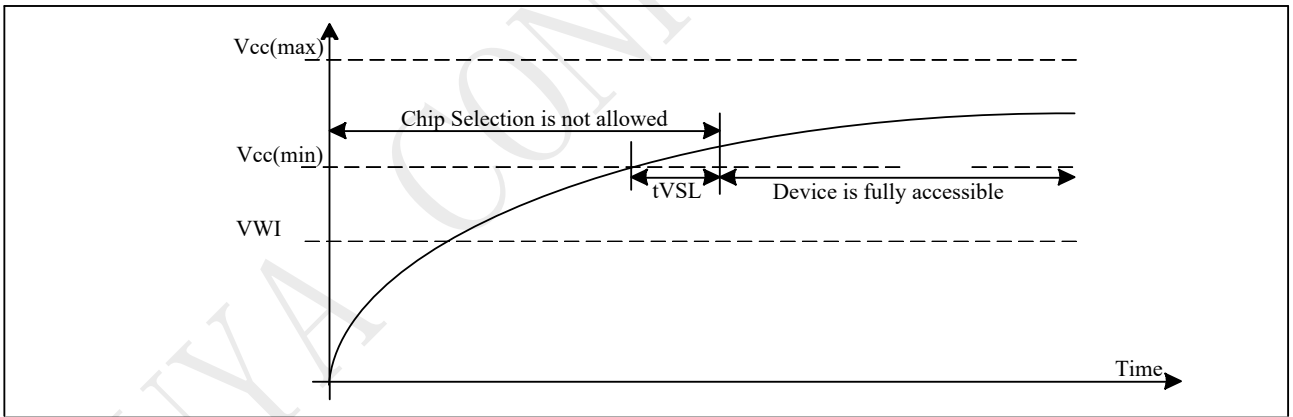 Vcc(max)
Chip Selection is not allowed
Vcc(min)
tVSL
Device is fully accessible
VWI
Time